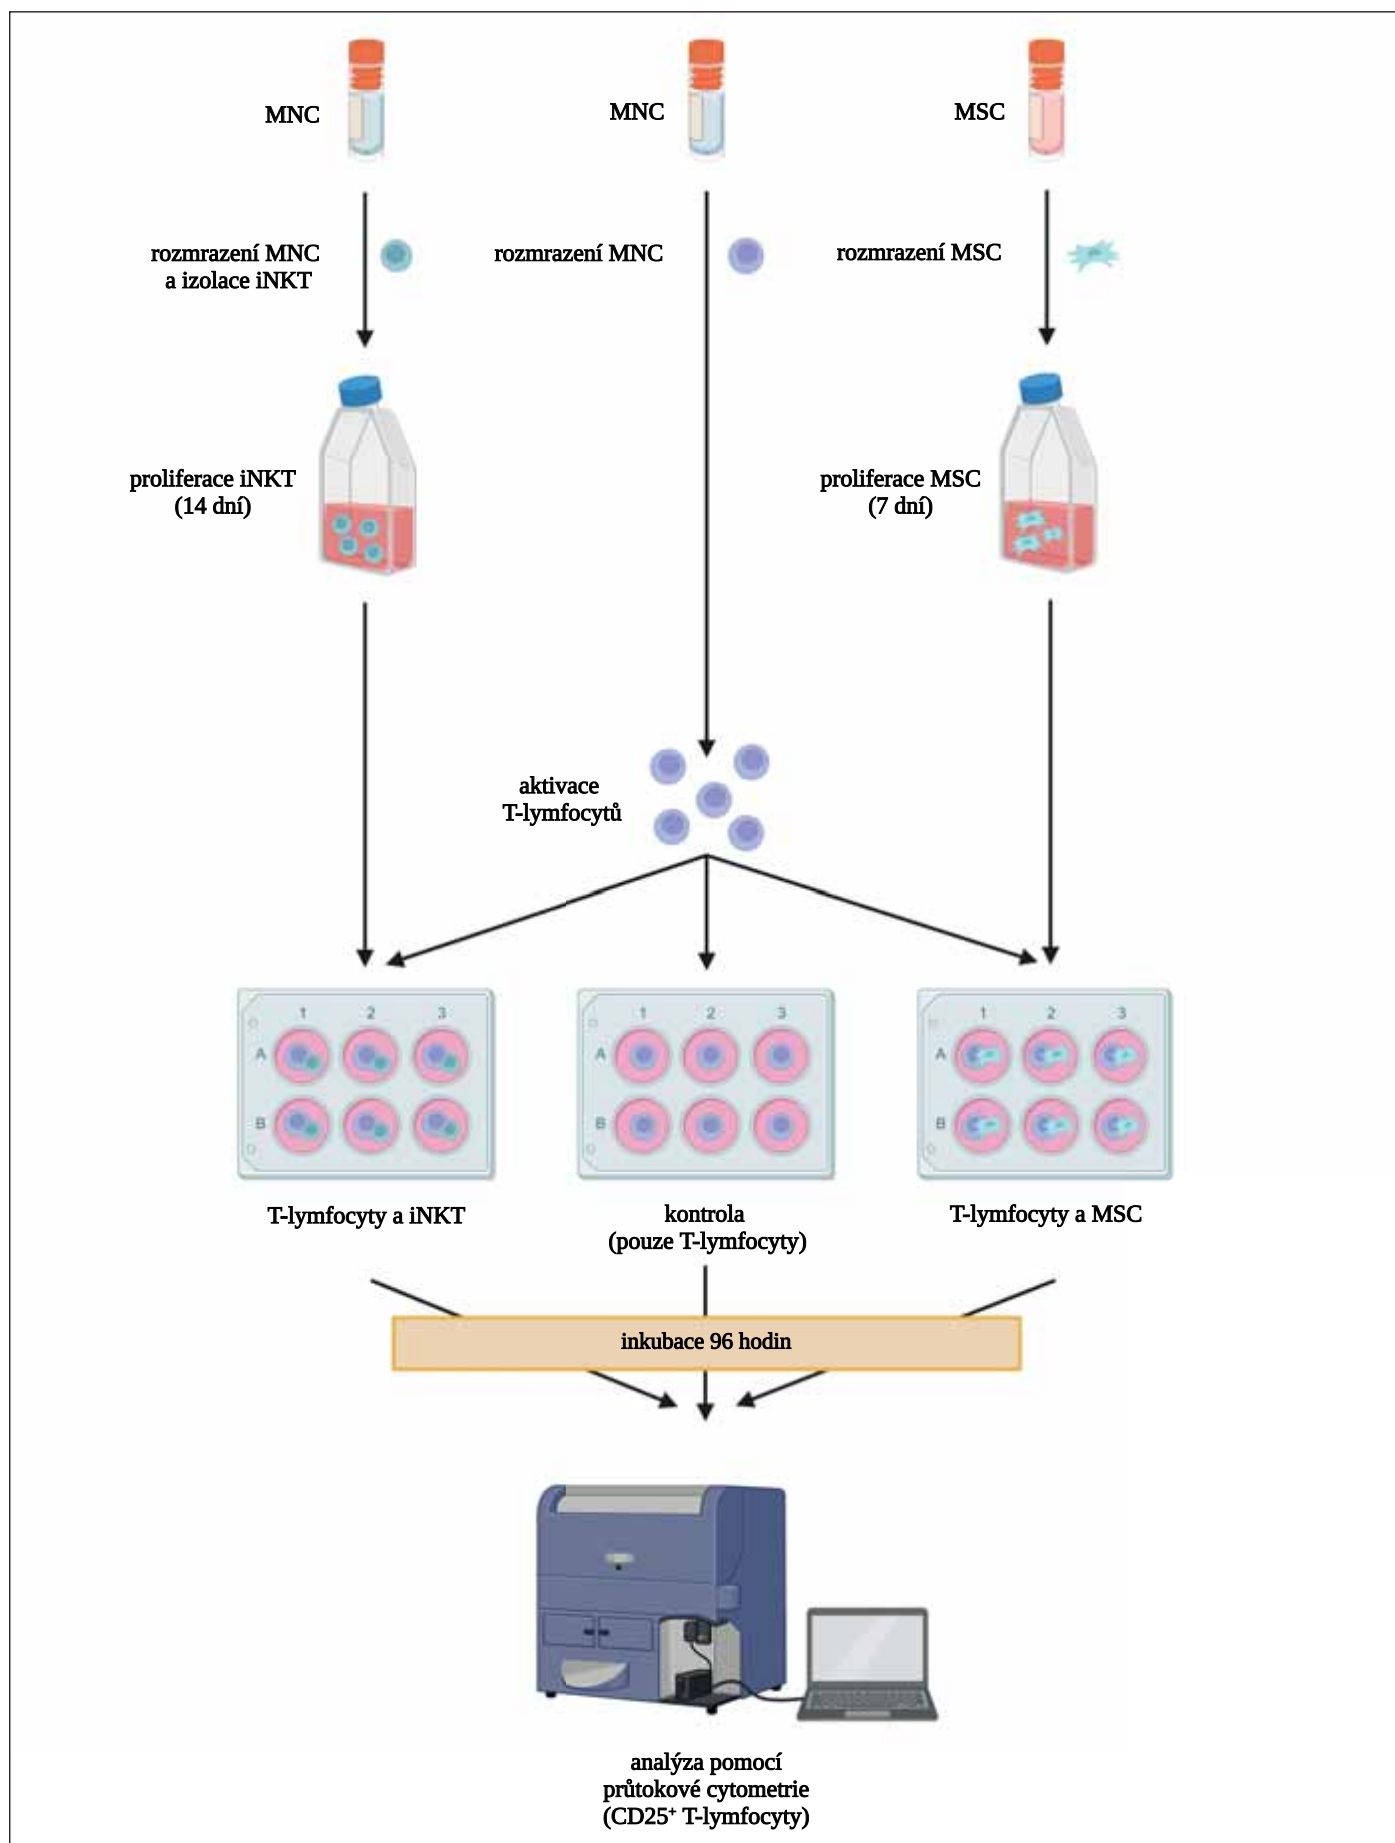 MNC
MNC
MSC
rozmrazení MNC
a izolace iNKT
rozmrazení MNC
rozmrazení MSC
proliferace iNKT
(14 dní)
proliferace MSC
(7 dní)
aktivace
T-lymfocytů
1 2 3
A
B
1 2 3
A
B
1 2 3
A
B
T-lymfocyty a iNKT
kontrola
(pouze T-lymfocyty)
T-lymfocyty a MSC
inkubace 96 hodin
analýza pomocí
průtokové cytometrie
(CD25⁺ T-lymfocyty)